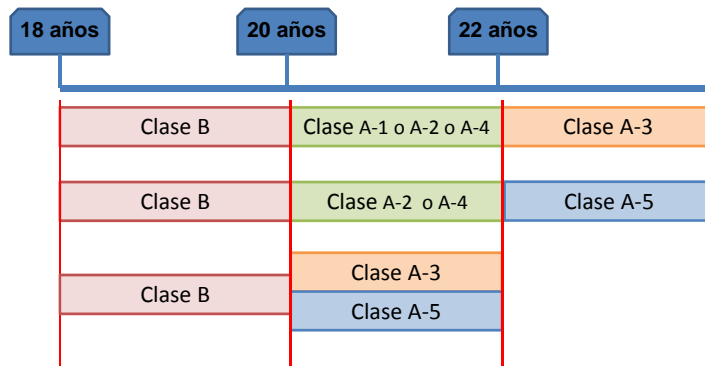 18 años
20 años
22 años
Clase B
Clase A-1 o A-2 o A-4
Clase A-3
Clase B
Clase A-2 o A-4
Clase A-5
Clase B
Clase A-3
Clase A-5